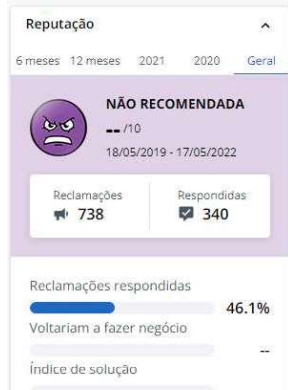 Reputação
6 meses 12 meses 2021 2020 Geral
NÃO RECOMENDADA
--/10
18/05/2019 - 17/05/2022
Reclamações Respondidas
738 340
Reclamações respondidas
46.1%
Voltariam a fazer negócio
--
Índice de solução